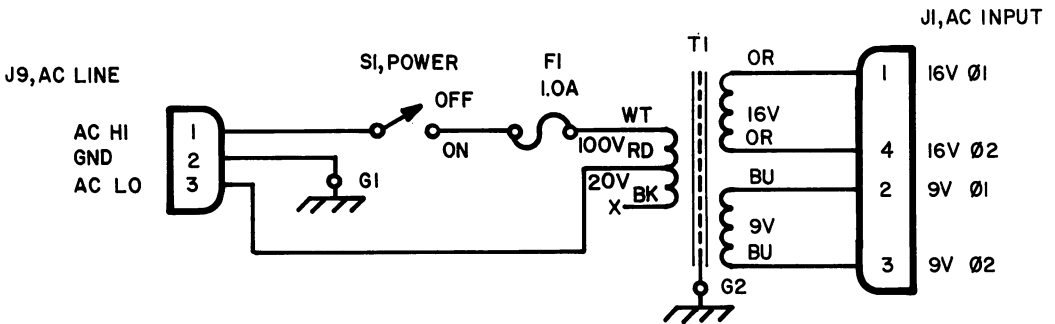 J1, AC INPUT
J9, AC LINE
S1, POWER
F1
1.0A
T1
OFF
ON
AC HI
GND
AC LO
1
2
3
G1
WT
100V
RD
20V
BK
X
OR
16V
OR
BU
9V
BU
G2
1 16V Ø1
4 16V Ø2
2 9V Ø1
3 9V Ø2